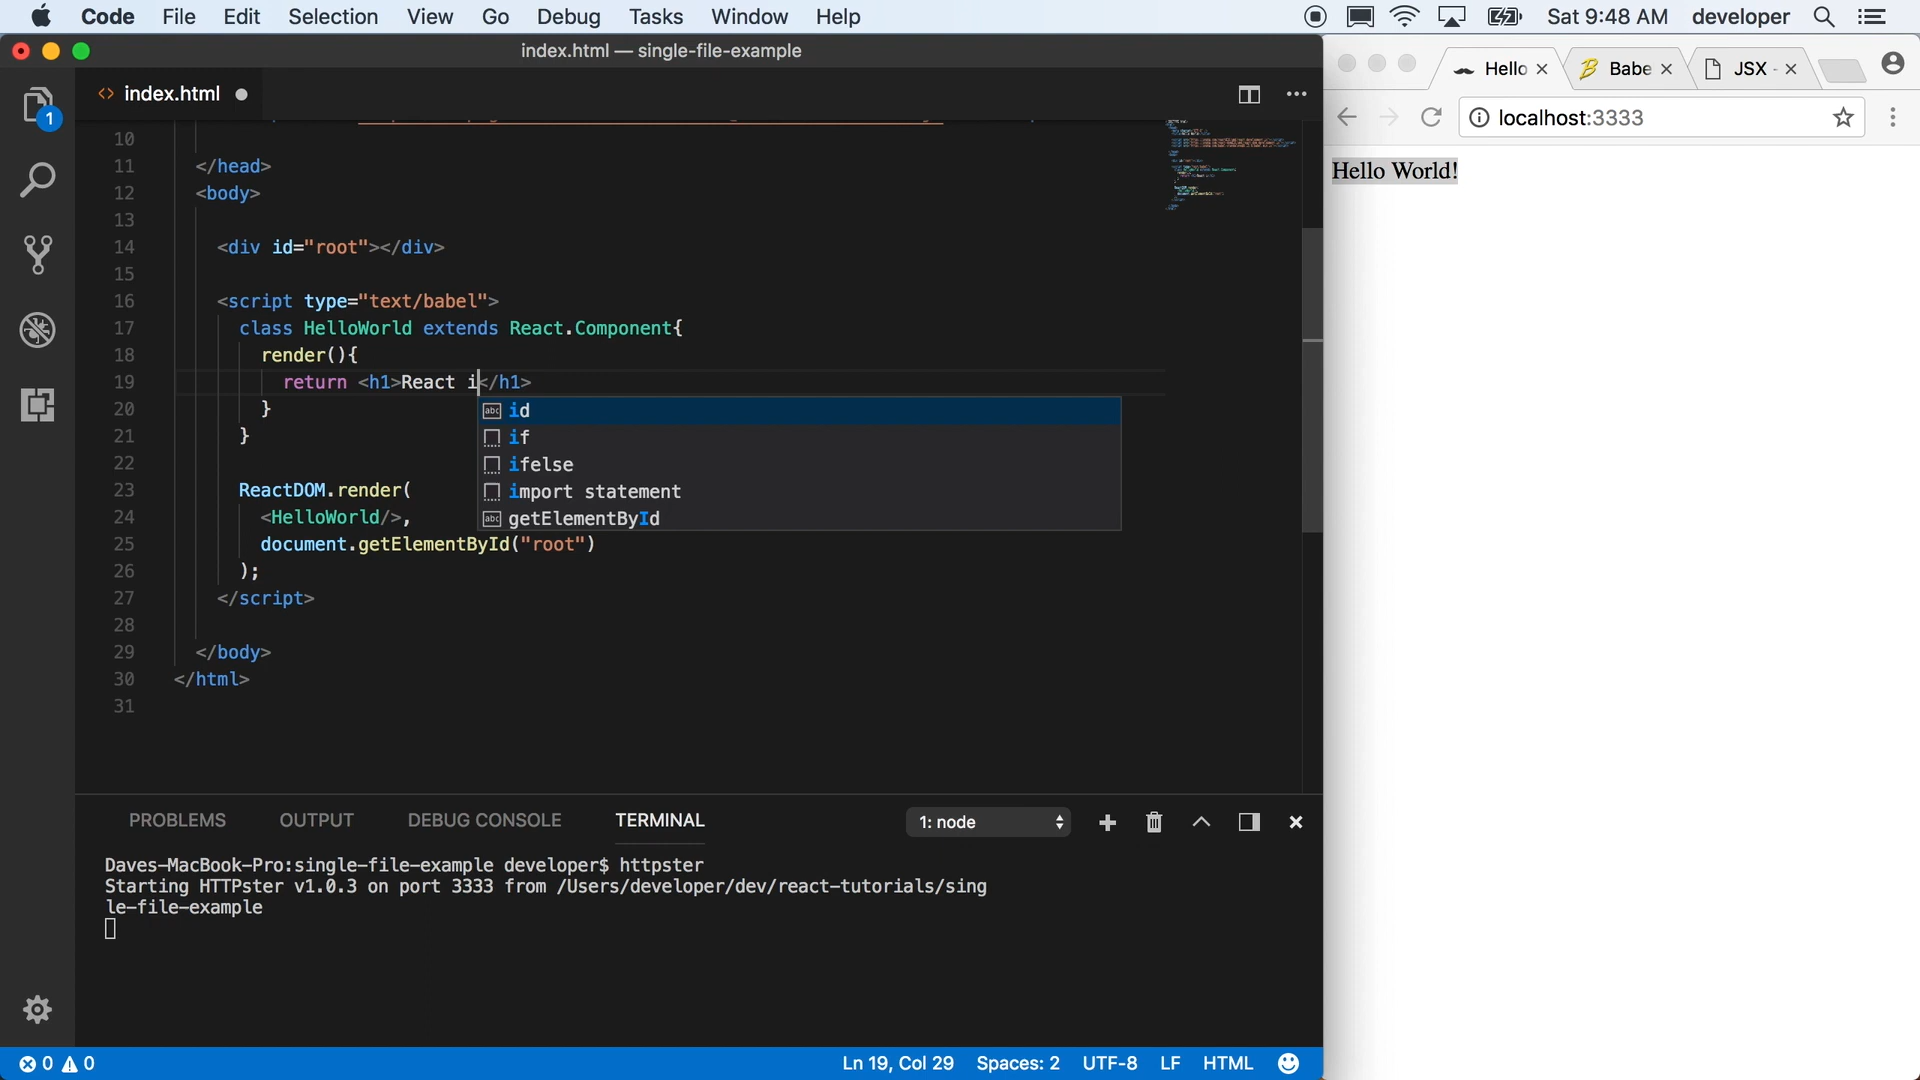 Code File Edit Selection View Go Debug Tasks Window Help Sat 9:48 AM developer
index.html — single-file-example
index.html
Hello
Babe
JSX -
localhost:3333
Hello World!
1
10
11 </head>
12 <body>
13
14 <div id="root"></div>
15
16 <script type="text/babel">
17 class HelloWorld extends React.Component{
18 render(){
19 return <h1>React i</h1>
20 }
21 }
22
23 ReactDOM.render(
24 <HelloWorld/>,
25 document.getElementById("root")
26 );
27 </script>
28
29 </body>
30 </html>
31
abc id
if
ifelse
import statement
abc getElementById
PROBLEMS OUTPUT DEBUG CONSOLE TERMINAL 1: node
Daves-MacBook-Pro:single-file-example developer$ httpster
Starting HTTPster v1.0.3 on port 3333 from /Users/developer/dev/react-tutorials/sing
le-file-example
0 0 Ln 19, Col 29 Spaces: 2 UTF-8 LF HTML